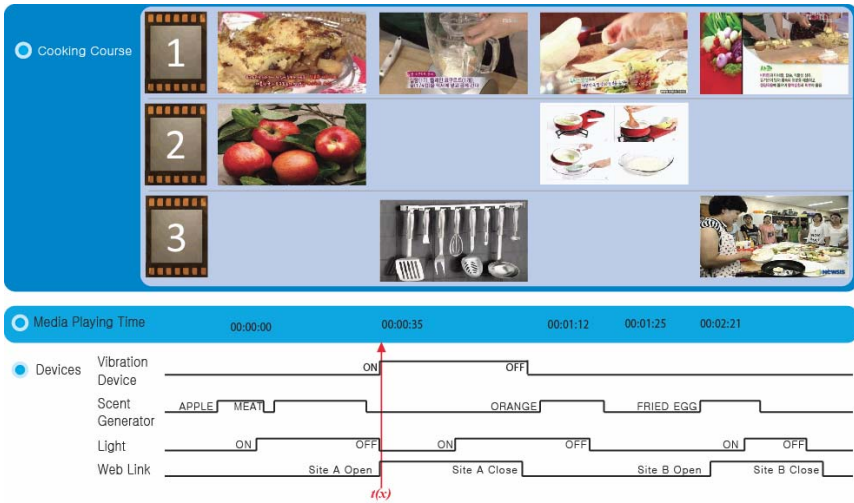 Cooking Course
1
2
3
NEWSIS
Media Playing Time
00:00:00
00:00:35
00:01:12
00:01:25
00:02:21
Devices
Vibration
Device
ON
OFF
Scent
Generator
APPLE
MEAT
ORANGE
FRIED EGG
Light
ON
OFF
ON
OFF
ON
OFF
Web Link
Site A Open
Site A Close
Site B Open
Site B Close
t(x)